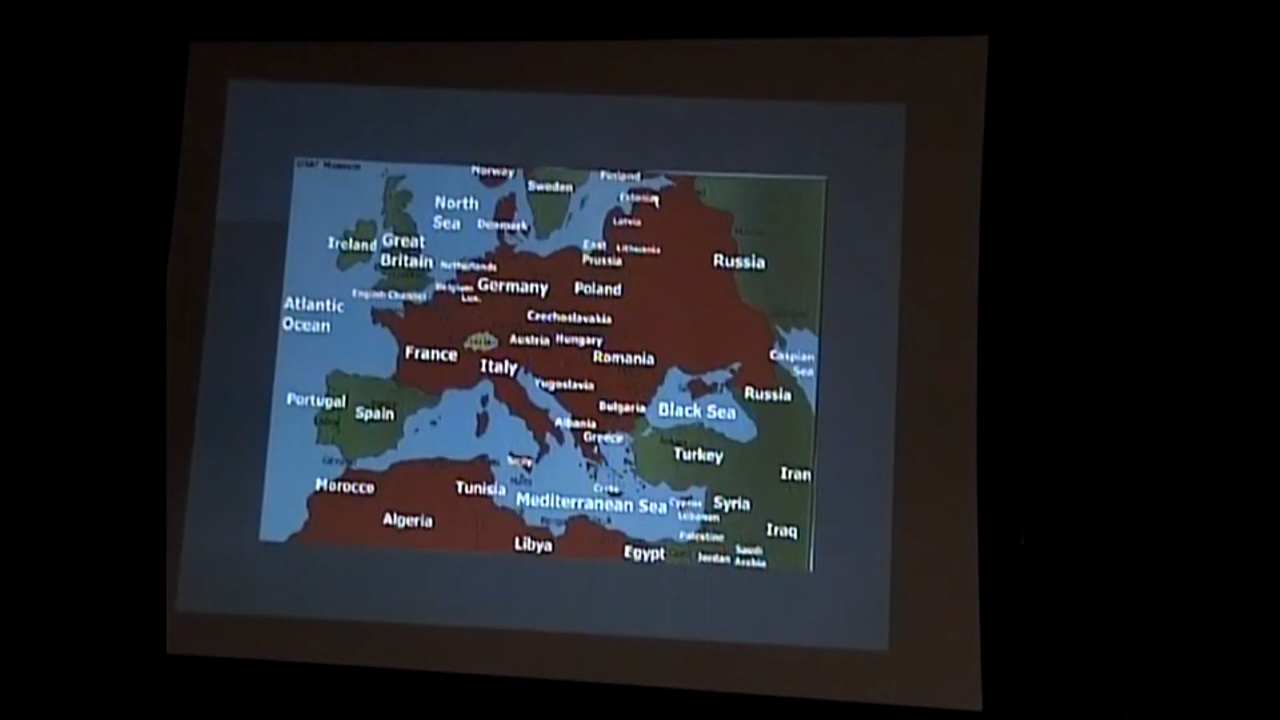 Norway
Finland
Sweden
Estonia
North
Sea
Denmark
Latvia
Ireland
Great
Britain
East
Prussia
Lithuania
Netherlands
Russia
English Channel
Belgium
Lux.
Germany
Poland
Atlantic
Ocean
Czechoslavakia
Austria
Hungary
France
Italy
Romania
Caspian
Sea
Yugoslavia
Russia
Portugal
Spain
Bulgaria
Black Sea
Albania
Greece
Turkey
Sicily
Iran
Morocco
Tunisia
Crete
Mediterranean Sea
Cyprus
Syria
Lebanon
Algeria
Iraq
Palestine
Libya
Egypt
Jordan
Saudi
Arabia